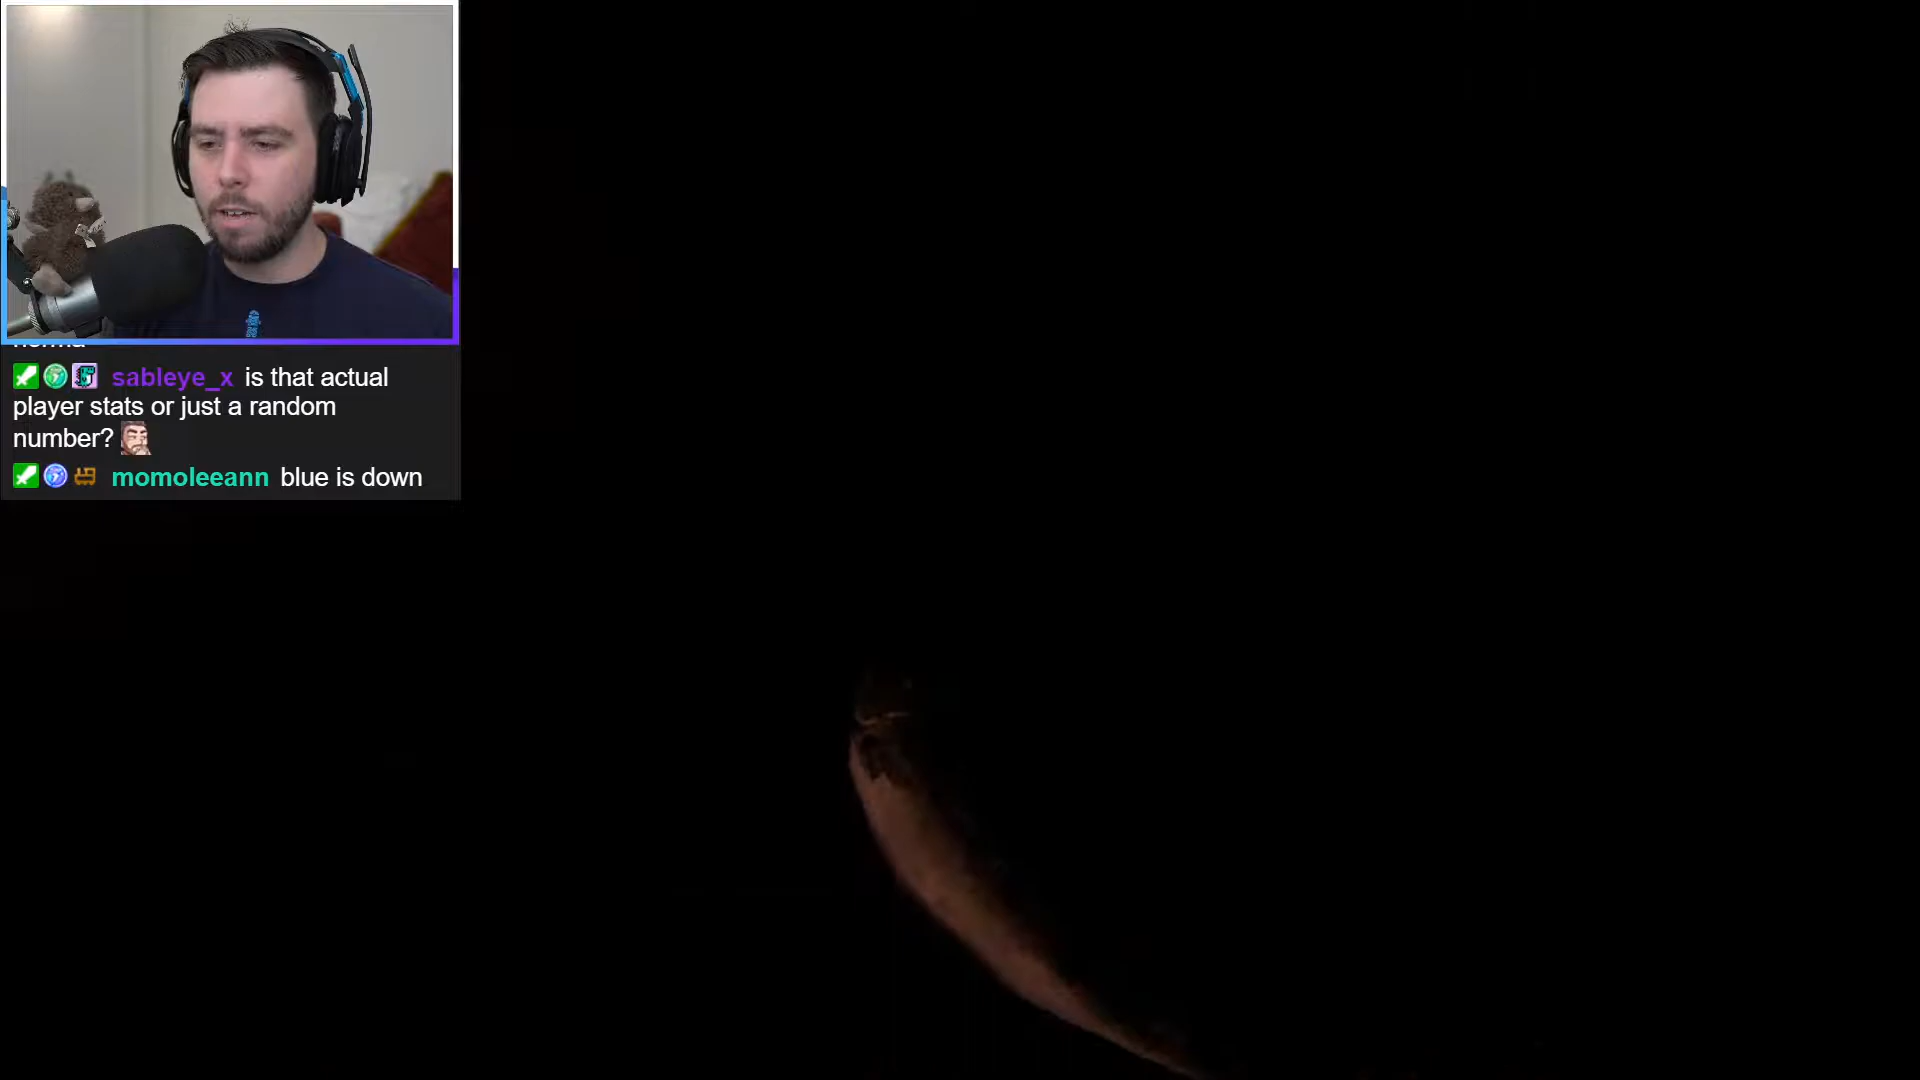 sableye_x is that actual
player stats or just a random
number?
momoleeann blue is down